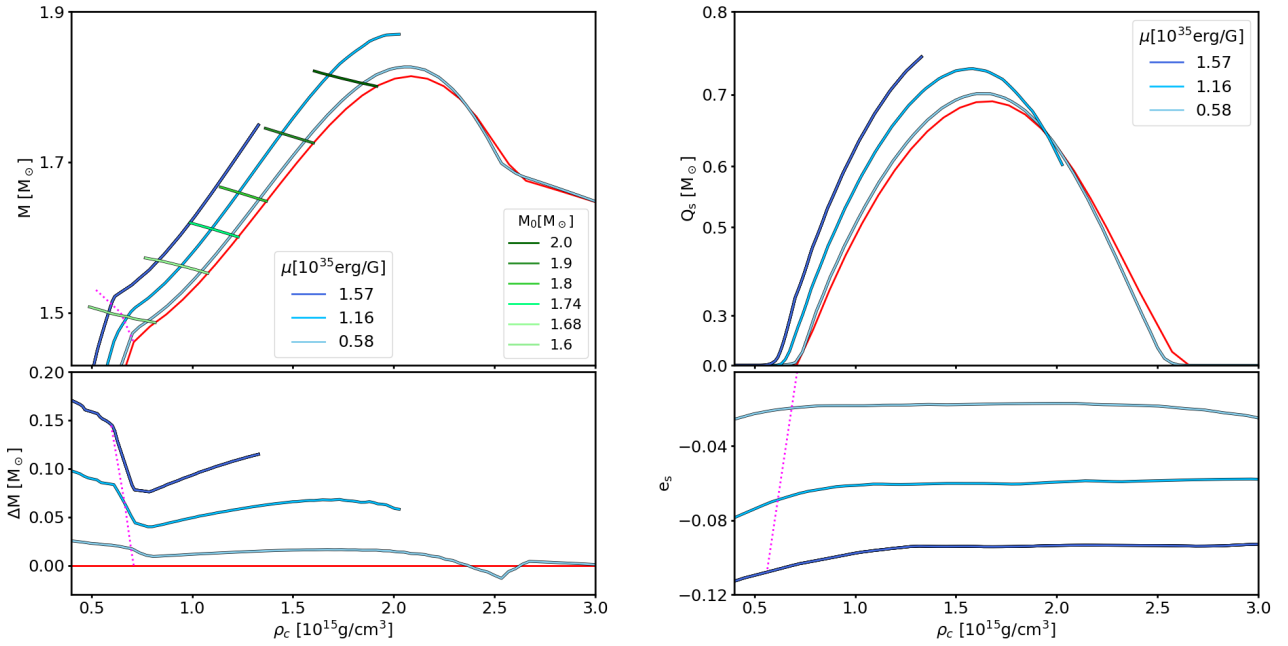 1.9
1.7
1.5
M [M⊙]
μ[10³⁵erg/G]
1.57
1.16
0.58
M₀[M⊙]
2.0
1.9
1.8
1.74
1.68
1.6
0.20
0.15
0.10
0.05
0.00
ΔM [M⊙]
0.5 1.0 1.5 2.0 2.5 3.0
ρc [10¹⁵g/cm³]
0.8
0.7
0.6
0.5
0.3
0.0
Qₛ [M⊙]
μ[10³⁵erg/G]
1.57
1.16
0.58
−0.04
−0.08
−0.12
eₛ
0.5 1.0 1.5 2.0 2.5 3.0
ρc [10¹⁵g/cm³]